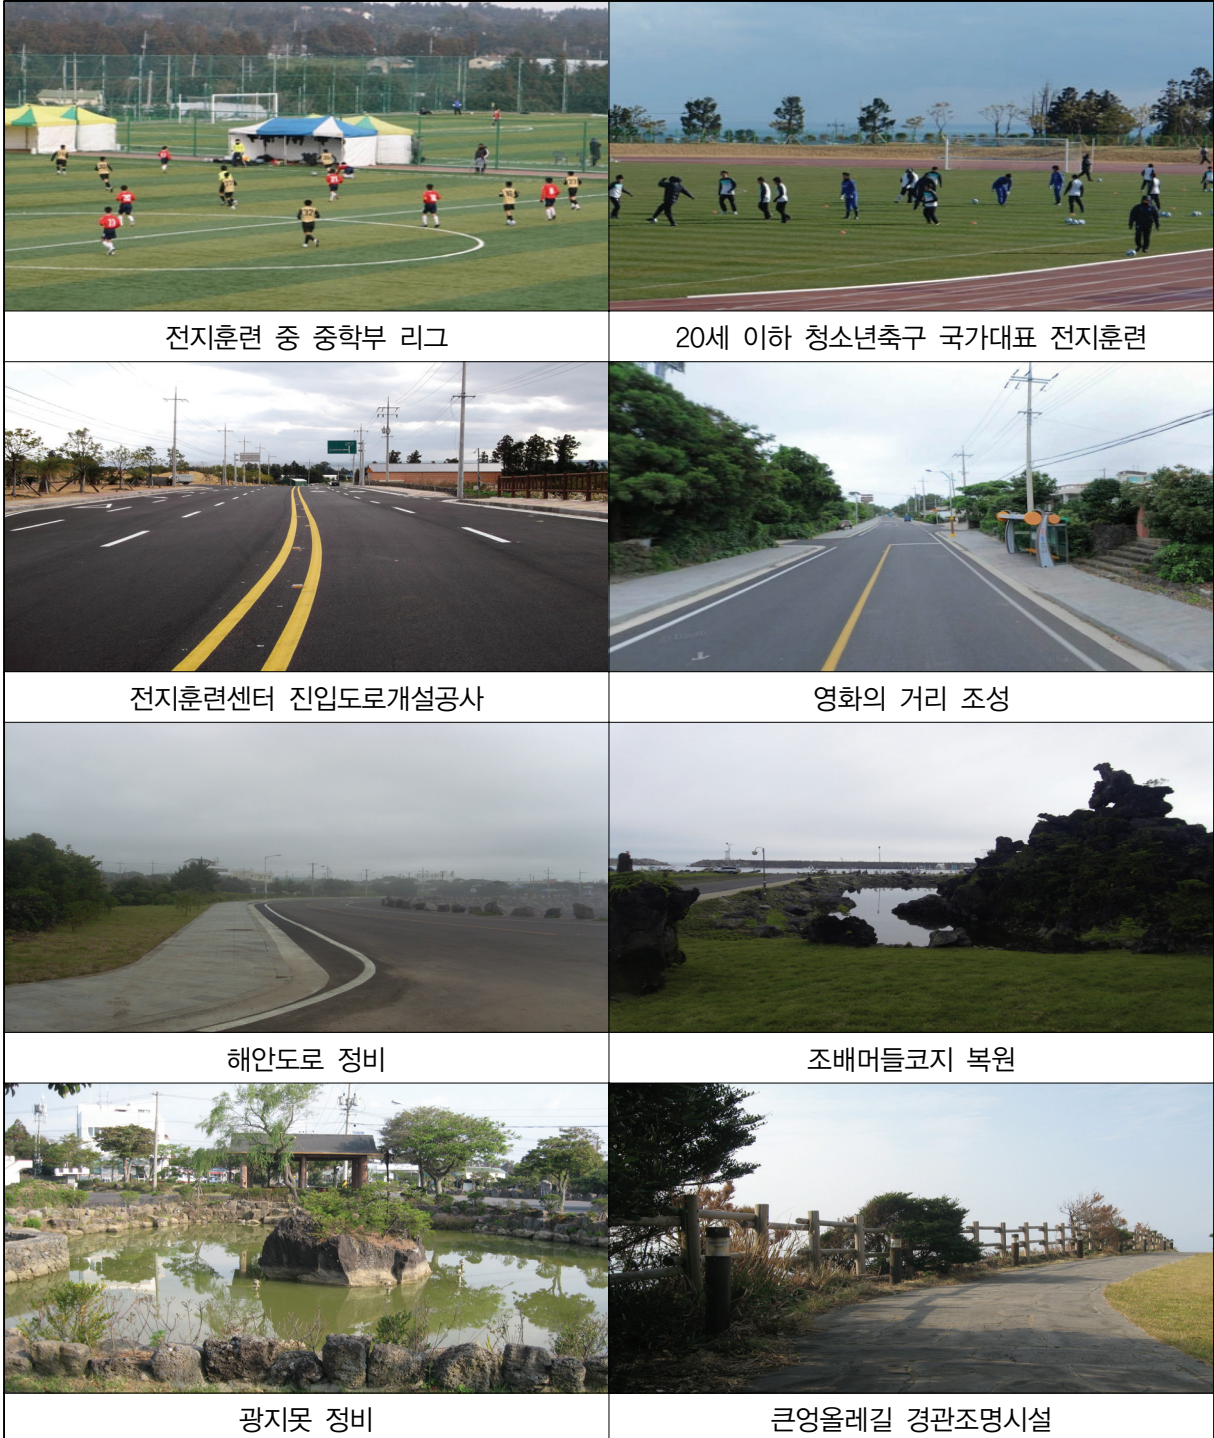 전지훈련 중 중학부 리그
20세 이하 청소년축구 국가대표 전지훈련
전지훈련센터 진입도로개설공사
영화의 거리 조성
해안도로 정비
조배머들코지 복원
광지못 정비
큰엉올레길 경관조명시설